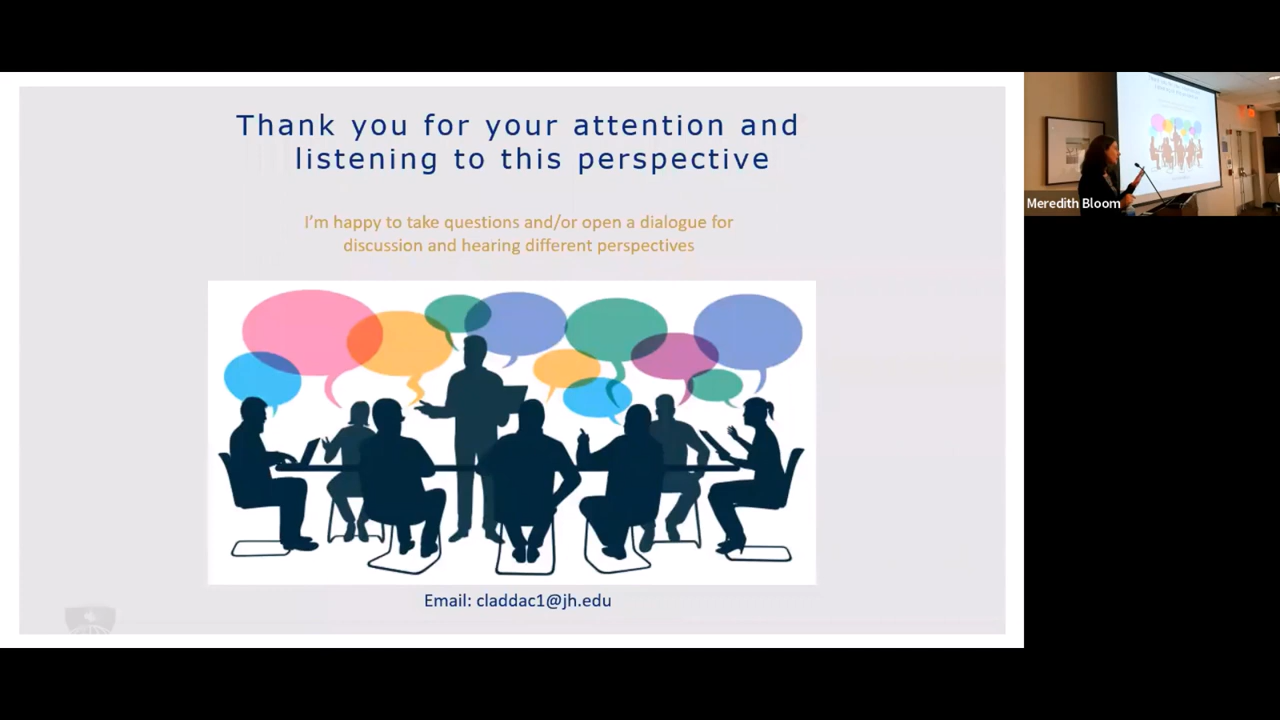 Thank you for your attention and
listening to this perspective
I'm happy to take questions and/or open a dialogue for
discussion and hearing different perspectives
Email: claddac1@jh.edu
Meredith Bloom